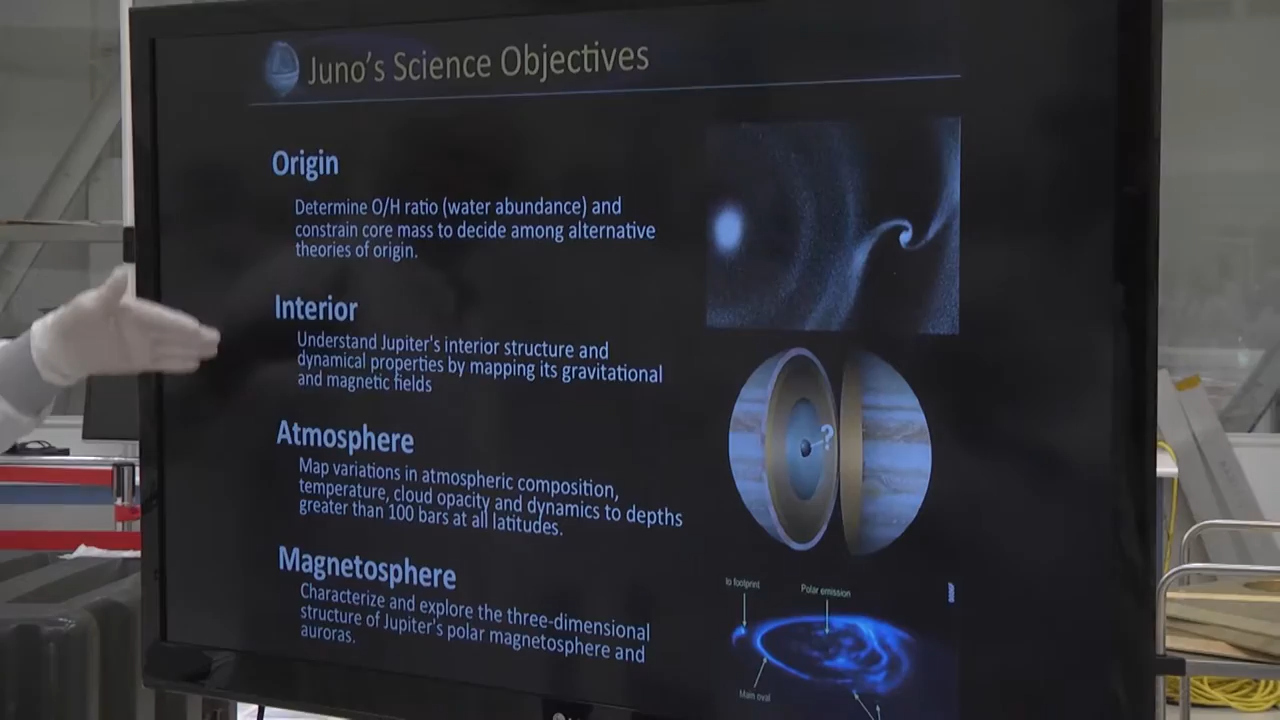 Juno's Science Objectives
Origin
Determine O/H ratio (water abundance) and
constrain core mass to decide among alternative
theories of origin.
Interior
Understand Jupiter's interior structure and
dynamical properties by mapping its gravitational
and magnetic fields
?
Atmosphere
Map variations in atmospheric composition,
temperature, cloud opacity and dynamics to depths
greater than 100 bars at all latitudes.
Magnetosphere
Characterize and explore the three-dimensional
structure of Jupiter's polar magnetosphere and
auroras.
Io footprint
Polar emission
Main oval